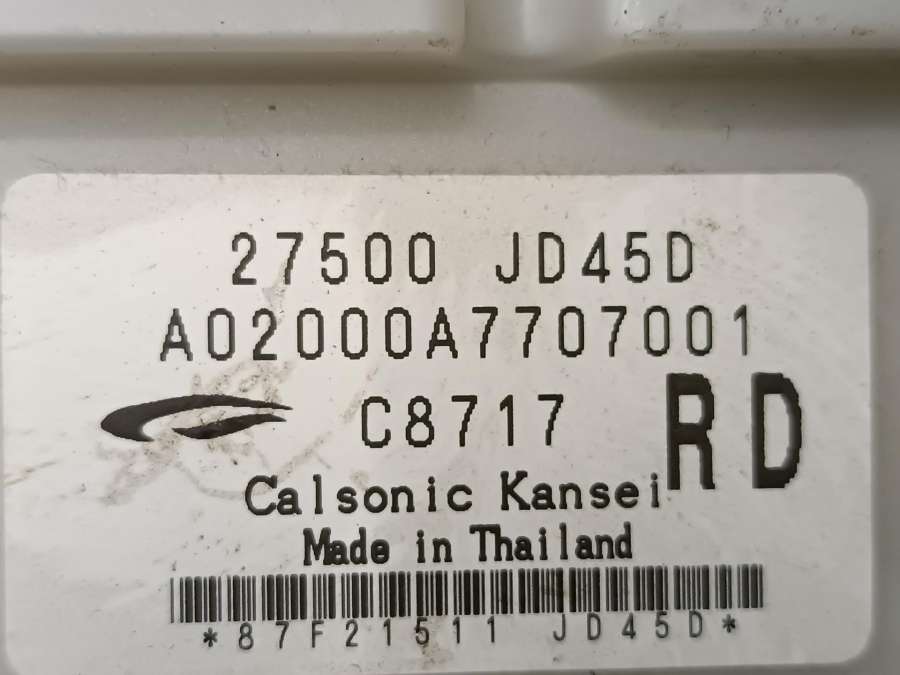 27500 JD45D
A02000A7707001
C8717 RD
Calsonic Kansei
Made in Thailand
*87F21511 JD45D*